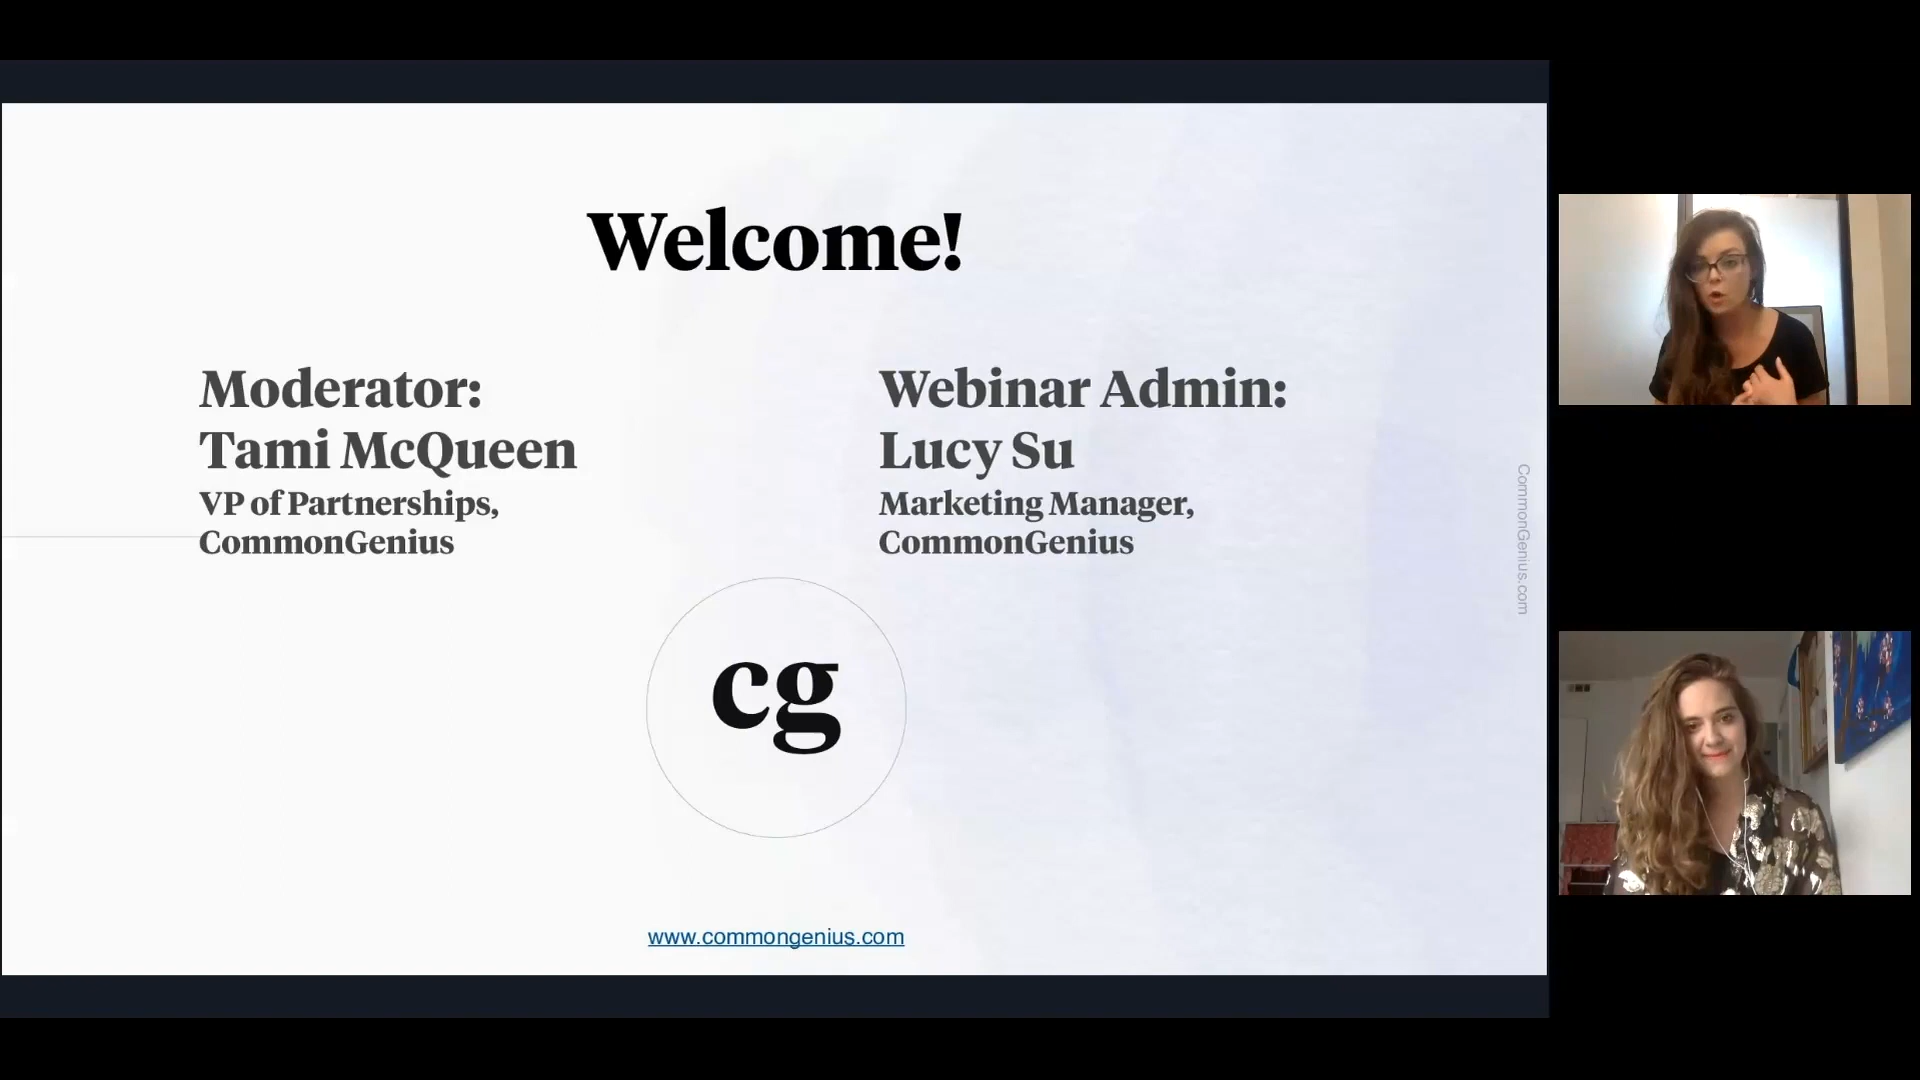 Welcome!
Moderator:
Tami McQueen
VP of Partnerships,
CommonGenius
Webinar Admin:
Lucy Su
Marketing Manager,
CommonGenius
cg
www.commongenius.com
CommonGenius.com